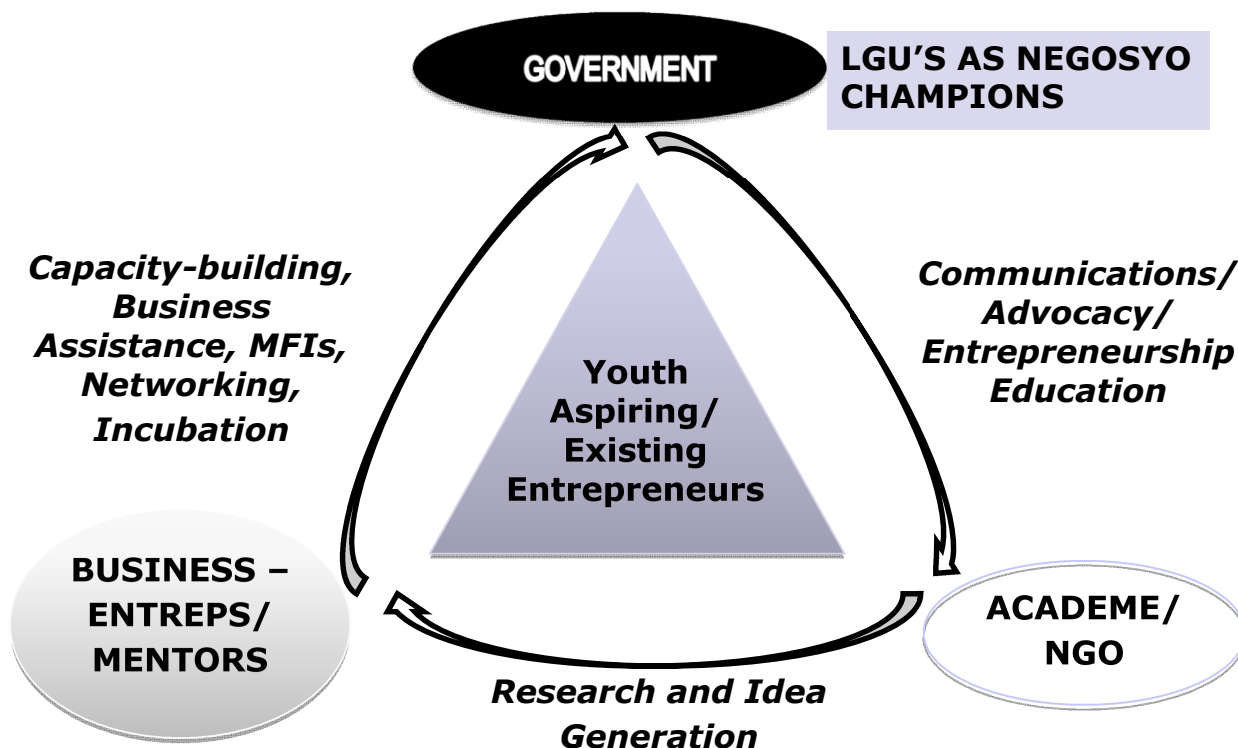 GOVERNMENT
LGU’S AS NEGOSYO
CHAMPIONS
Capacity-building,
Business
Assistance, MFIs,
Networking,
Incubation
Communications/
Advocacy/
Entrepreneurship
Education
Youth
Aspiring/
Existing
Entrepreneurs
BUSINESS –
ENTREPS/
MENTORS
ACADEME/
NGO
Research and Idea
Generation